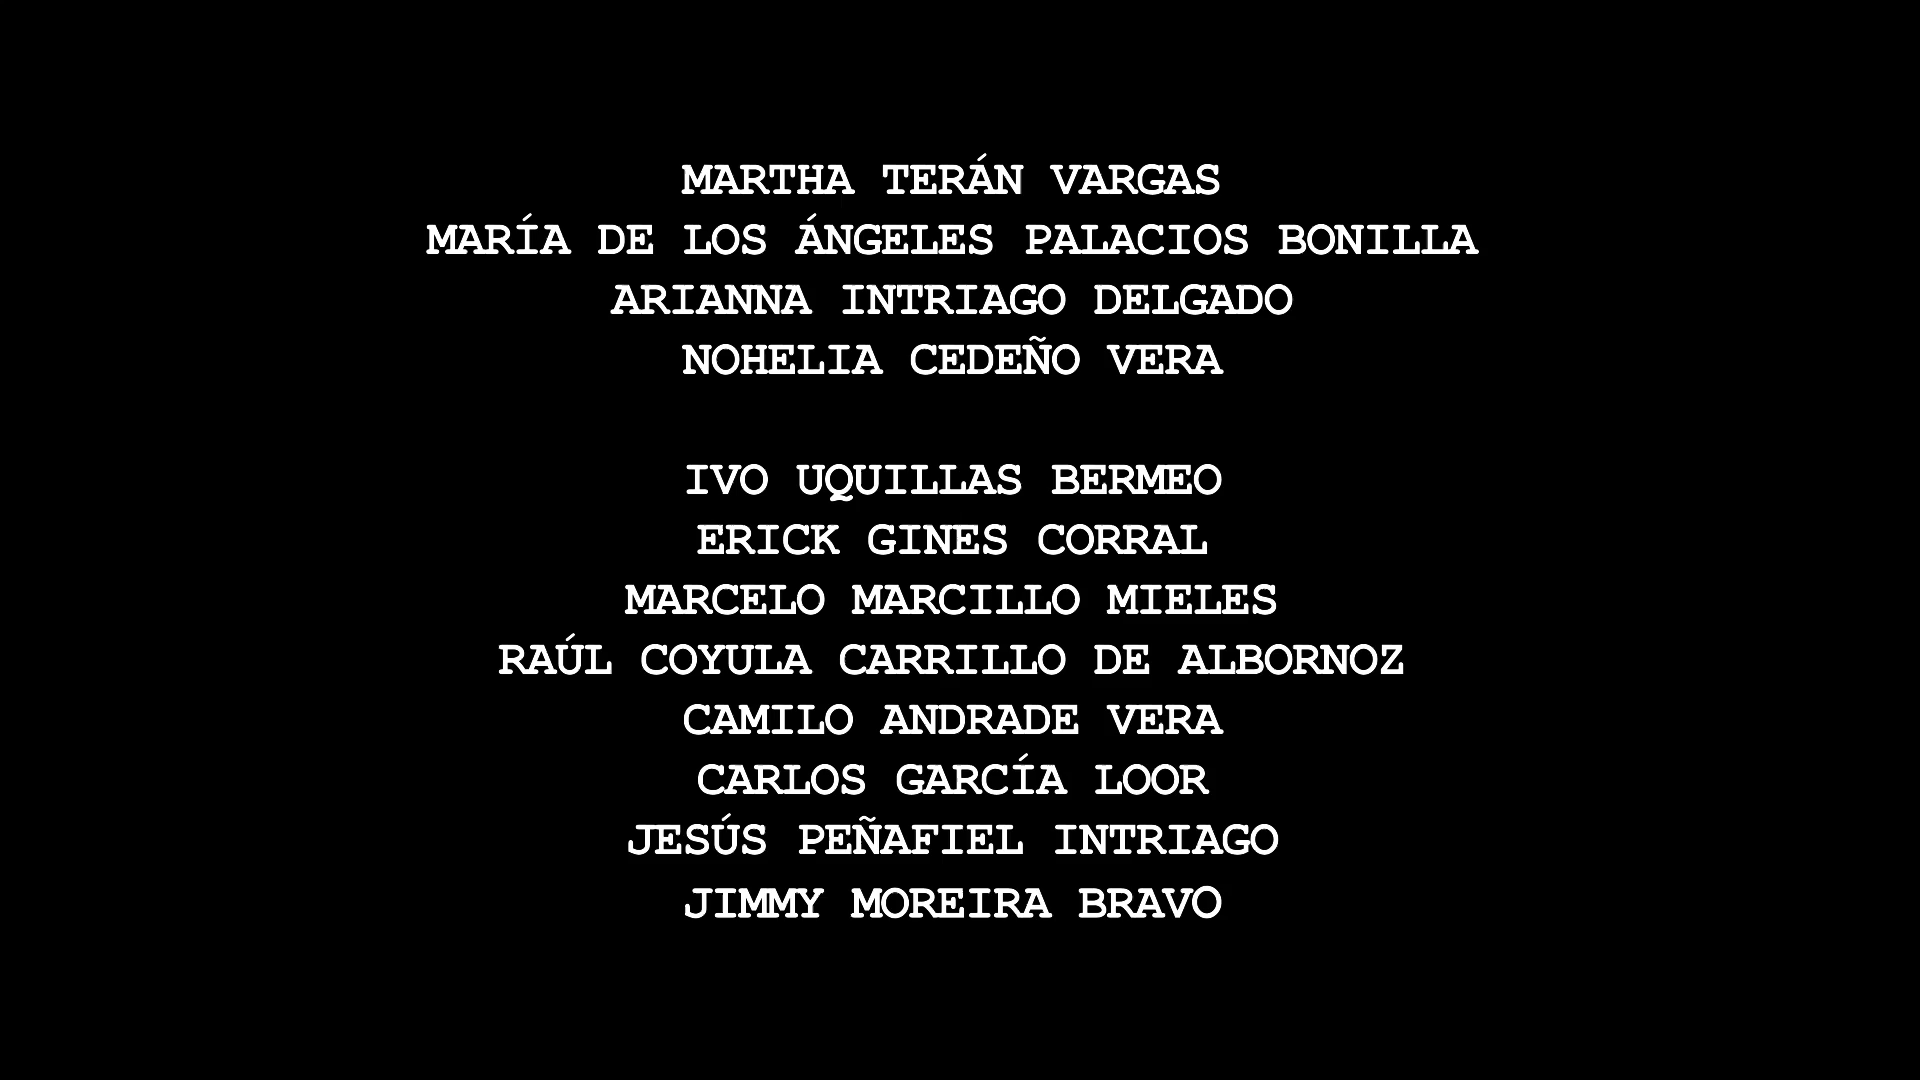 MARTHA TERÁN VARGAS
MARÍA DE LOS ÁNGELES PALACIOS BONILLA
ARIANNA INTRIAGO DELGADO
NOHELIA CEDEÑO VERA
IVO UQUILLAS BERMEO
ERICK GINES CORRAL
MARCELO MARCILLO MIELES
RAÚL COYULA CARRILLO DE ALBORNOZ
CAMILO ANDRADE VERA
CARLOS GARCÍA LOOR
JESÚS PEÑAFIEL INTRIAGO
JIMMY MOREIRA BRAVO